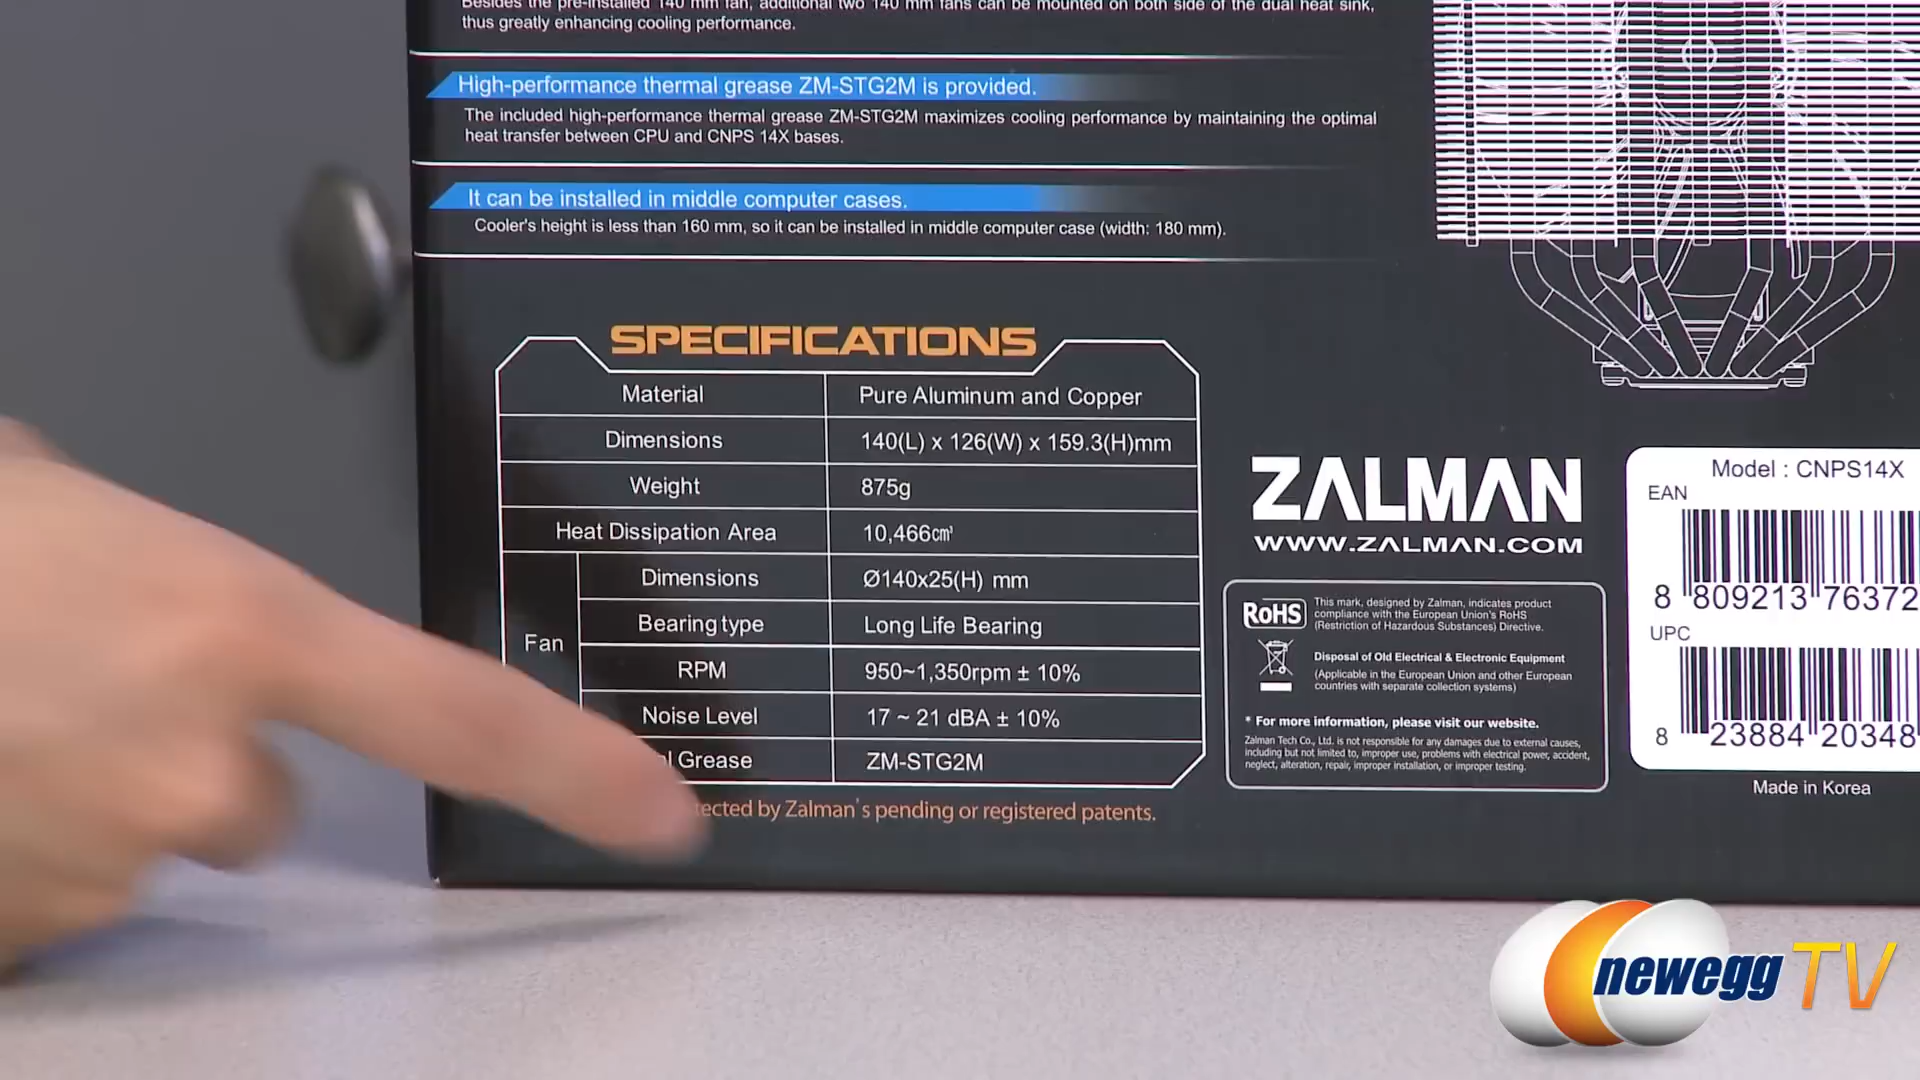 Besides the pre-installed 140 mm fan, additional two 140 mm fans can be mounted on both side of the dual heat sink,
thus greatly enhancing cooling performance.
High-performance thermal grease ZM-STG2M is provided.
The included high-performance thermal grease ZM-STG2M maximizes cooling performance by maintaining the optimal
heat transfer between CPU and CNPS 14X bases.
It can be installed in middle computer cases.
Cooler's height is less than 160 mm, so it can be installed in middle computer case (width: 180 mm).
SPECIFICATIONS
Material Pure Aluminum and Copper
Dimensions 140(L) x 126(W) x 159.3(H)mm
Weight 875g
Heat Dissipation Area 10,466㎝³
Fan
Dimensions Ø140x25(H) mm
Bearing type Long Life Bearing
RPM 950~1,350rpm ± 10%
Noise Level 17 ~ 21 dBA ± 10%
Grease ZM-STG2M
by Zalman's pending or registered patents.
ZALMAN
WWW.ZALMAN.COM
RoHS
This mark, designed by Zalman, indicates product
compliance with the European Union's RoHS
(Restriction of Hazardous Substances) Directive.
Disposal of Old Electrical & Electronic Equipment
(Applicable in the European Union and other European
countries with separate collection systems)
* For more information, please visit our website.
Zalman Tech Co., Ltd. is not responsible for any damages due to external causes,
including but not limited to, improper use, problems with electrical power, accident,
neglect, alteration, repair, improper installation, or improper testing.
Model : CNPS14X
EAN
8 809213 76372
UPC
8 23884 20348
Made in Korea
newegg TV